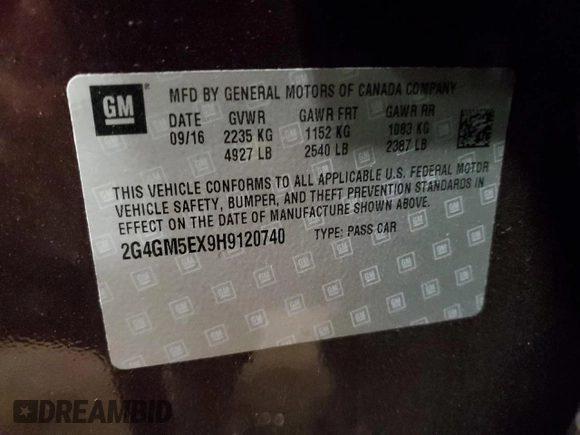 GM
MFD BY GENERAL MOTORS OF CANADA COMPANY
DATE GVWR GAWR FRT GAWR RR
09/16 2235 KG 1152 KG 1083 KG
4927 LB 2540 LB 2387 LB
THIS VEHICLE CONFORMS TO ALL APPLICABLE U.S. FEDERAL MOTOR
VEHICLE SAFETY, BUMPER, AND THEFT PREVENTION STANDARDS IN
EFFECT ON THE DATE OF MANUFACTURE SHOWN ABOVE.
2G4GM5EX9H9120740 TYPE: PASS CAR
DREAMBID